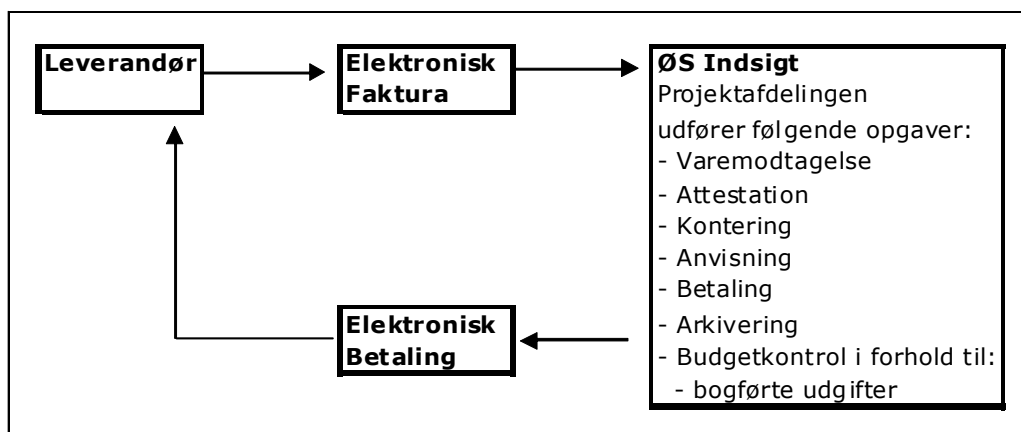 Leverandør
Elektronisk
Faktura
ØS Indsigt
Projektafdelingen
udfører følgende opgaver:
- Varemodtagelse
- Attestation
- Kontering
- Anvisning
- Betaling
- Arkivering
- Budgetkontrol i forhold til:
- bogførte udgifter
Elektronisk
Betaling